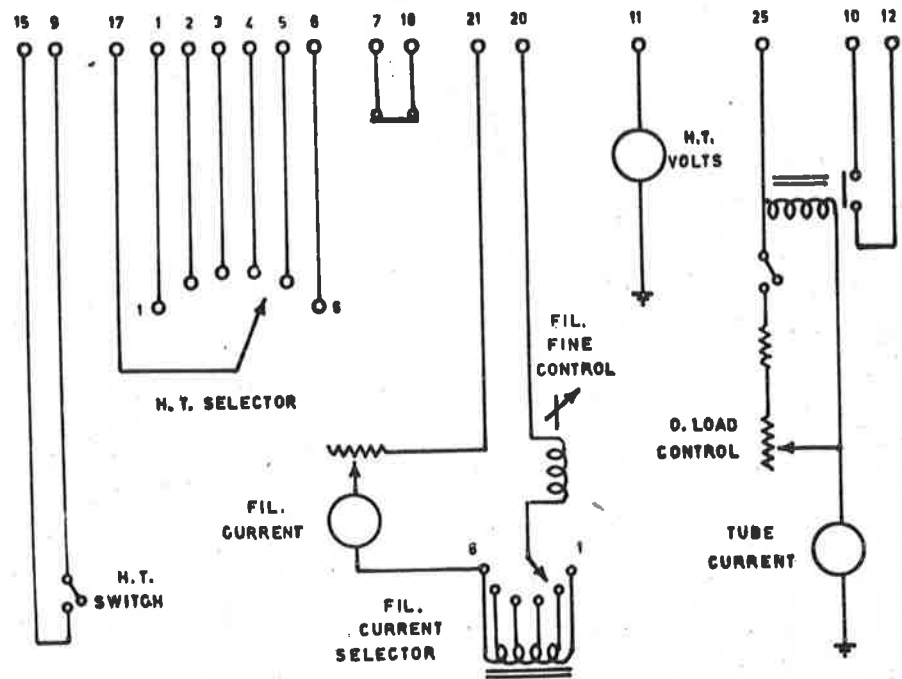 15 9 17 1 2 3 4 5 6 7 18 21 20 11 25 10 12
H.T.
VOLTS
1
6
FIL.
FINE
CONTROL
H.T. SELECTOR
O. LOAD
CONTROL
FIL.
CURRENT
TUBE
CURRENT
6
1
H.T.
SWITCH
FIL.
CURRENT
SELECTOR